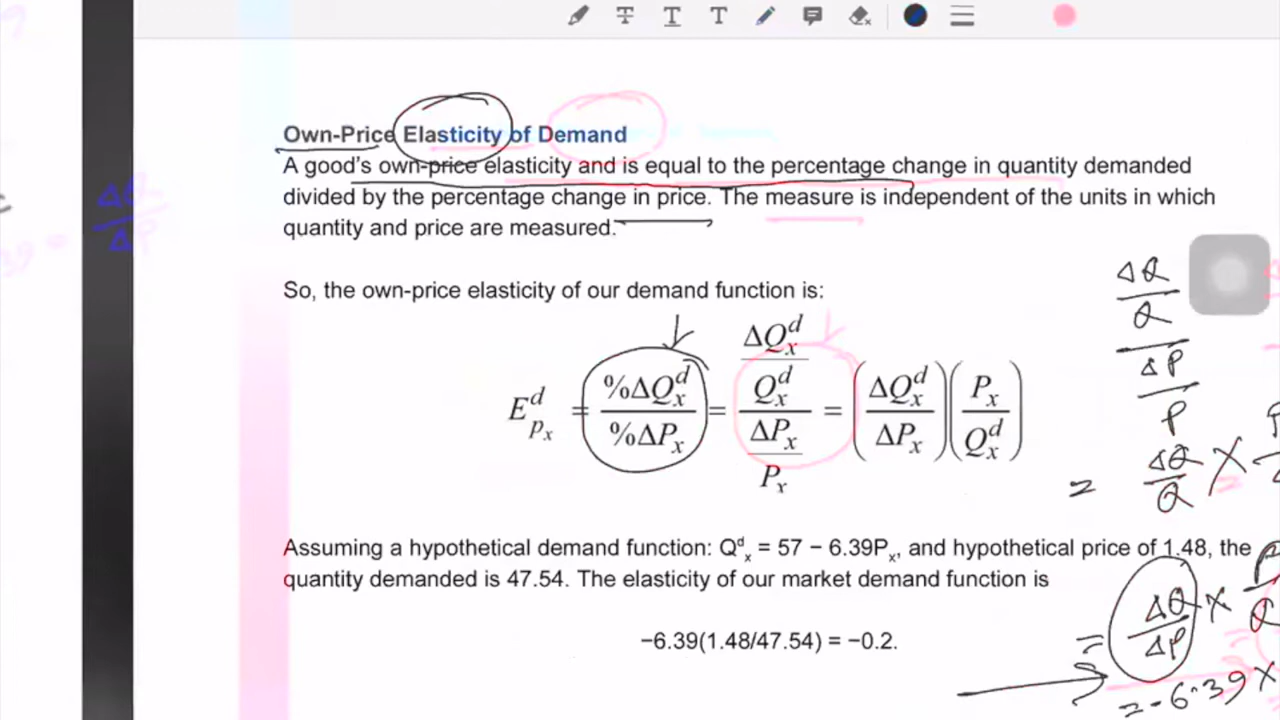 Own-Price Elasticity of Demand
A good's own-price elasticity and is equal to the percentage change in quantity demanded
divided by the percentage change in price. The measure is independent of the units in which
quantity and price are measured.
So, the own-price elasticity of our demand function is:
E^d_{p_x} = %ΔQ^d_x / %ΔP_x = (ΔQ^d_x / Q^d_x) / (ΔP_x / P_x) = (ΔQ^d_x / ΔP_x)(P_x / Q^d_x)
Assuming a hypothetical demand function: Q^d_x = 57 − 6.39P_x, and hypothetical price of 1.48, the
quantity demanded is 47.54. The elasticity of our market demand function is
−6.39(1.48/47.54) = −0.2.
ΔQ
Q
ΔP
P
= ΔQ/Q ×
= ΔQ/ΔP × P/Q
= -6.39 ×
39 = ΔQ/ΔP